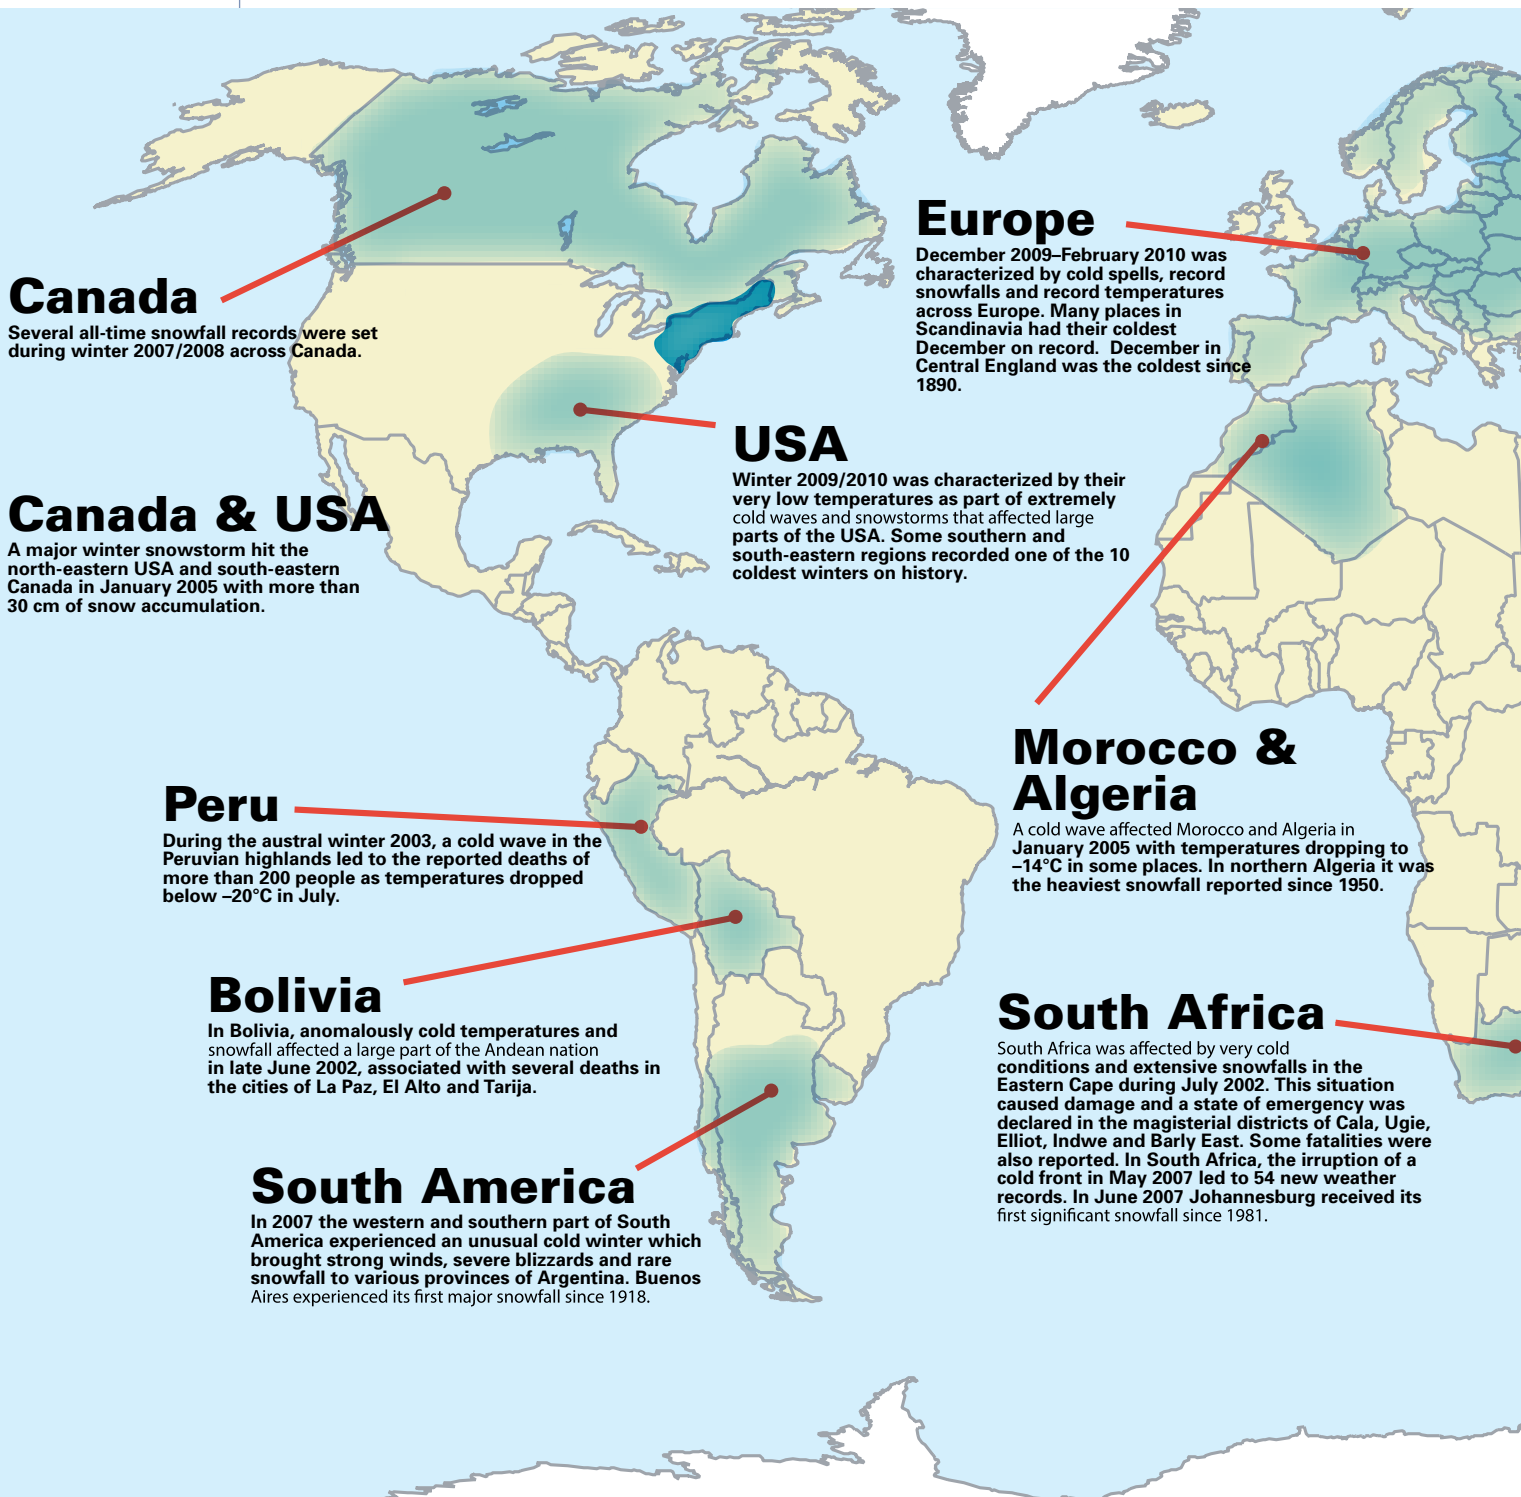 Canada
Several all-time snowfall records were set
during winter 2007/2008 across Canada.
Europe
December 2009–February 2010 was
characterized by cold spells, record
snowfalls and record temperatures
across Europe. Many places in
Scandinavia had their coldest
December on record. December in
Central England was the coldest since
1890.
USA
Winter 2009/2010 was characterized by their
very low temperatures as part of extremely
cold waves and snowstorms that affected large
parts of the USA. Some southern and
south-eastern regions recorded one of the 10
coldest winters on history.
Canada & USA
A major winter snowstorm hit the
north-eastern USA and south-eastern
Canada in January 2005 with more than
30 cm of snow accumulation.
Morocco &
Algeria
A cold wave affected Morocco and Algeria in
January 2005 with temperatures dropping to
–14°C in some places. In northern Algeria it was
the heaviest snowfall reported since 1950.
Peru
During the austral winter 2003, a cold wave in the
Peruvian highlands led to the reported deaths of
more than 200 people as temperatures dropped
below –20°C in July.
Bolivia
In Bolivia, anomalously cold temperatures and
snowfall affected a large part of the Andean nation
in late June 2002, associated with several deaths in
the cities of La Paz, El Alto and Tarija.
South Africa
South Africa was affected by very cold
conditions and extensive snowfalls in the
Eastern Cape during July 2002. This situation
caused damage and a state of emergency was
declared in the magisterial districts of Cala, Ugie,
Elliot, Indwe and Barly East. Some fatalities were
also reported. In South Africa, the irruption of a
cold front in May 2007 led to 54 new weather
records. In June 2007 Johannesburg received its
first significant snowfall since 1981.
South America
In 2007 the western and southern part of South
America experienced an unusual cold winter which
brought strong winds, severe blizzards and rare
snowfall to various provinces of Argentina. Buenos
Aires experienced its first major snowfall since 1918.